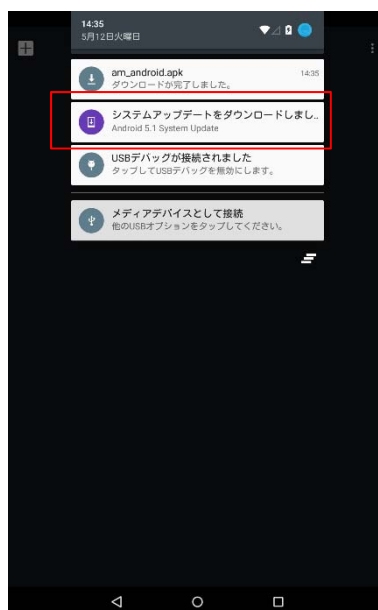 14:35
5月12日火曜日
am_android.apk 14:35
ダウンロードが完了しました。
システムアップデートをダウンロードしまし..
Android 5.1 System Update
USBデバッグが接続されました
タップしてUSBデバッグを無効にします。
メディアデバイスとして接続
他のUSBオプションをタップしてください。